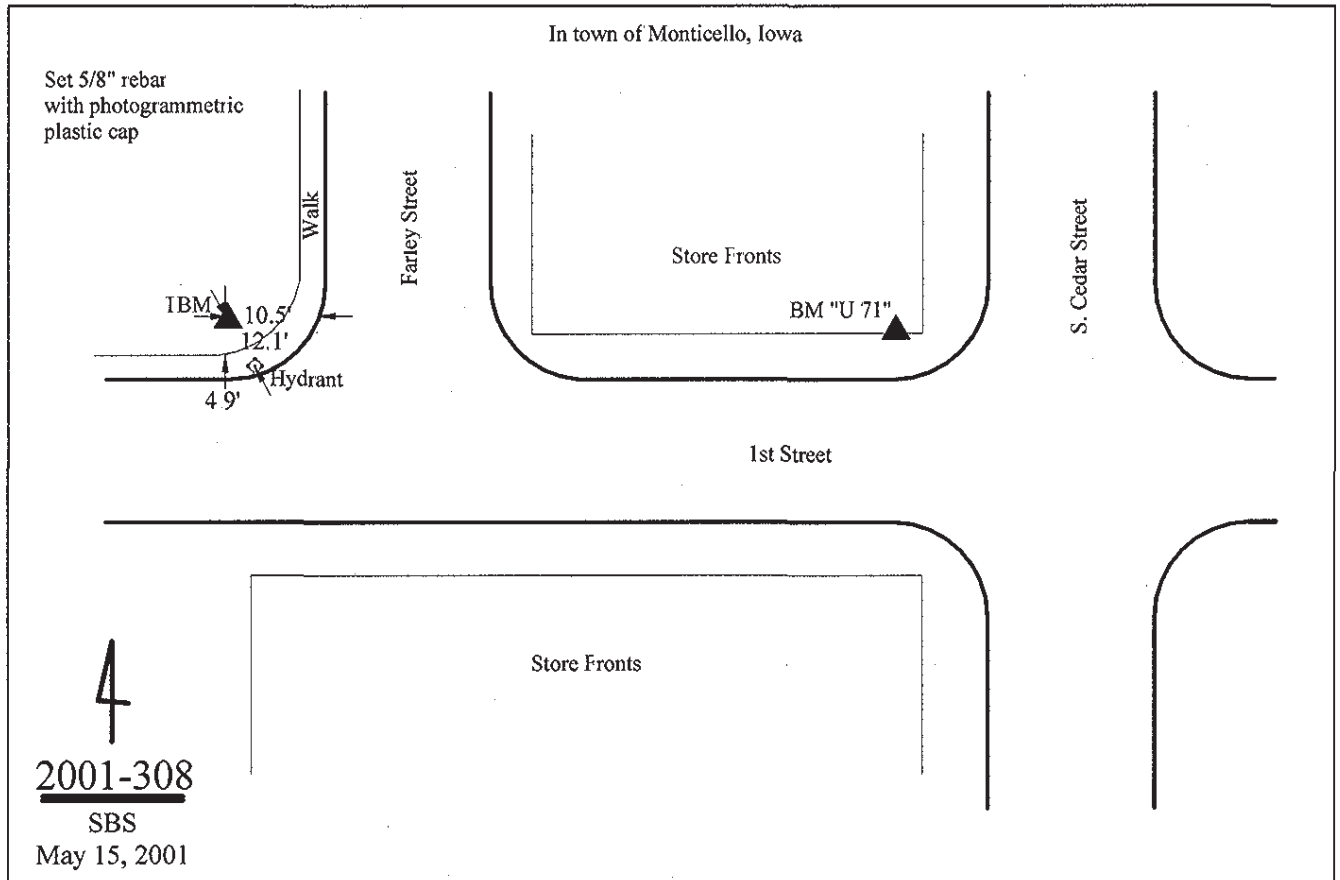 In town of Monticello, Iowa
Set 5/8" rebar
with photogrammetric
plastic cap
Walk
Farley Street
Store Fronts
S. Cedar Street
TBM
10.5'
BM "U 71"
12.1'
Hydrant
4.9'
1st Street
Store Fronts
2001-308
SBS
May 15, 2001